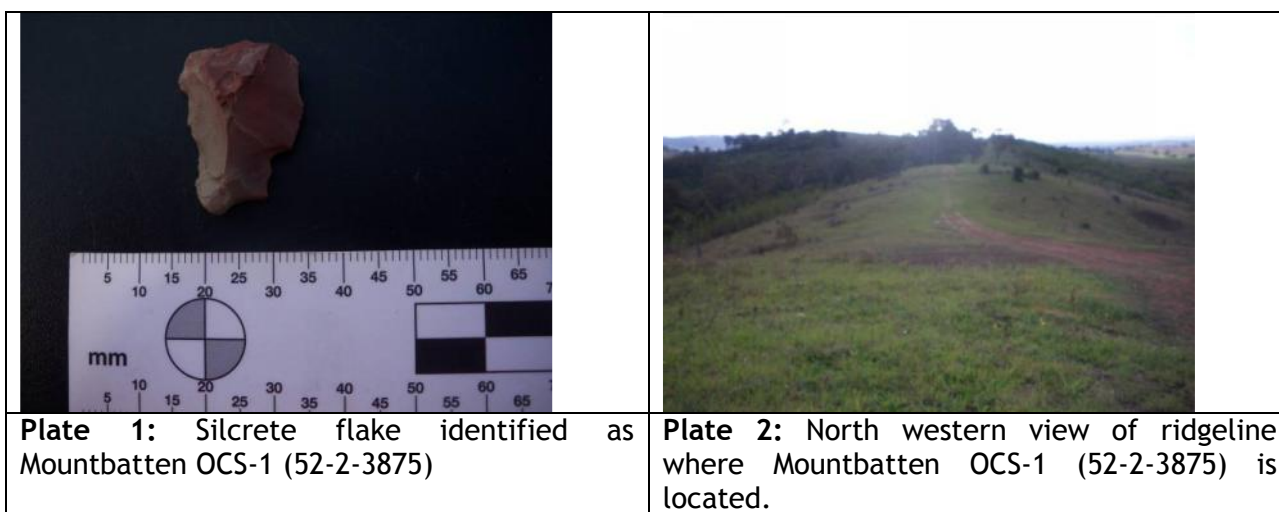 5 15 25 35 45 55 65
10 20 30 40 50 60
mm
10 20 30 40 50 60
5 15 25 35 45 55 65
Plate 1: Silcrete flake identified as
Mountbatten OCS-1 (52-2-3875)
Plate 2: North western view of ridgeline
where Mountbatten OCS-1 (52-2-3875) is
located.